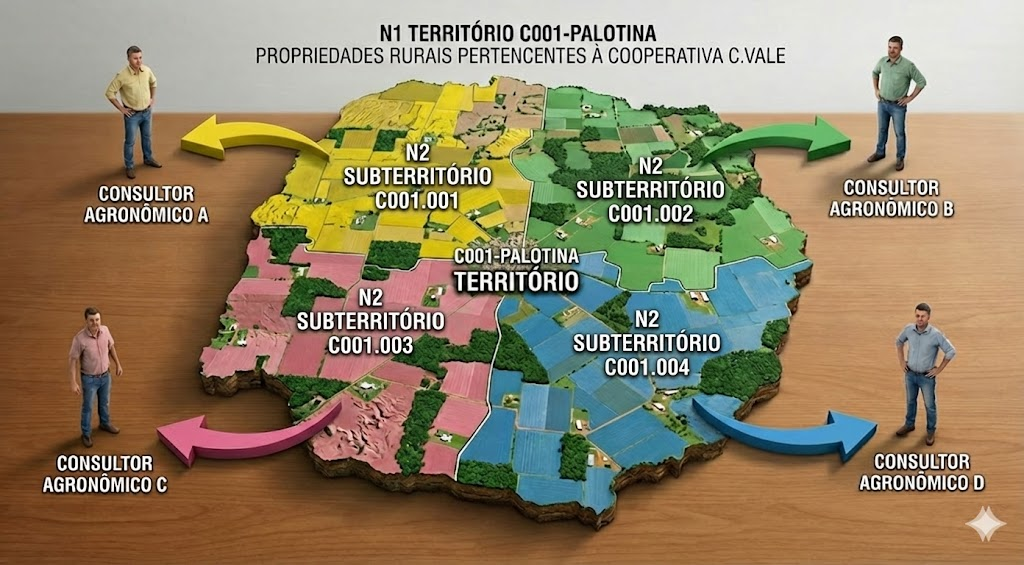 N1 TERRITÓRIO C001-PALOTINA
PROPRIEDADES RURAIS PERTENCENTES À COOPERATIVA C.VALE
N2
SUBTERRITÓRIO
C001.001
N2
SUBTERRITÓRIO
C001.002
CONSULTOR
AGRONÔMICO A
CONSULTOR
AGRONÔMICO B
C001-PALOTINA
TERRITÓRIO
N2
SUBTERRITÓRIO
C001.003
N2
SUBTERRITÓRIO
C001.004
CONSULTOR
AGRONÔMICO C
CONSULTOR
AGRONÔMICO D